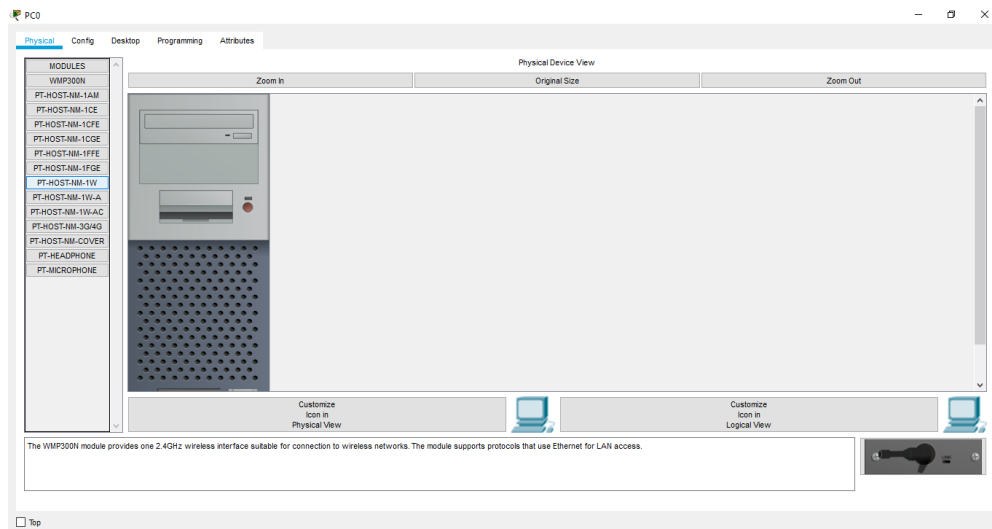 PC0
Physical Config Desktop Programming Attributes
MODULES
WMP300N
PT-HOST-NM-1AM
PT-HOST-NM-1CE
PT-HOST-NM-1CFE
PT-HOST-NM-1CGE
PT-HOST-NM-1FFE
PT-HOST-NM-1FGE
PT-HOST-NM-1W
PT-HOST-NM-1W-A
PT-HOST-NM-1W-AC
PT-HOST-NM-3G/4G
PT-HOST-NM-COVER
PT-HEADPHONE
PT-MICROPHONE
Physical Device View
Zoom In Original Size Zoom Out
Customize
Icon in
Physical View
Customize
Icon in
Logical View
The WMP300N module provides one 2.4GHz wireless interface suitable for connection to wireless networks. The module supports protocols that use Ethernet for LAN access.
Top